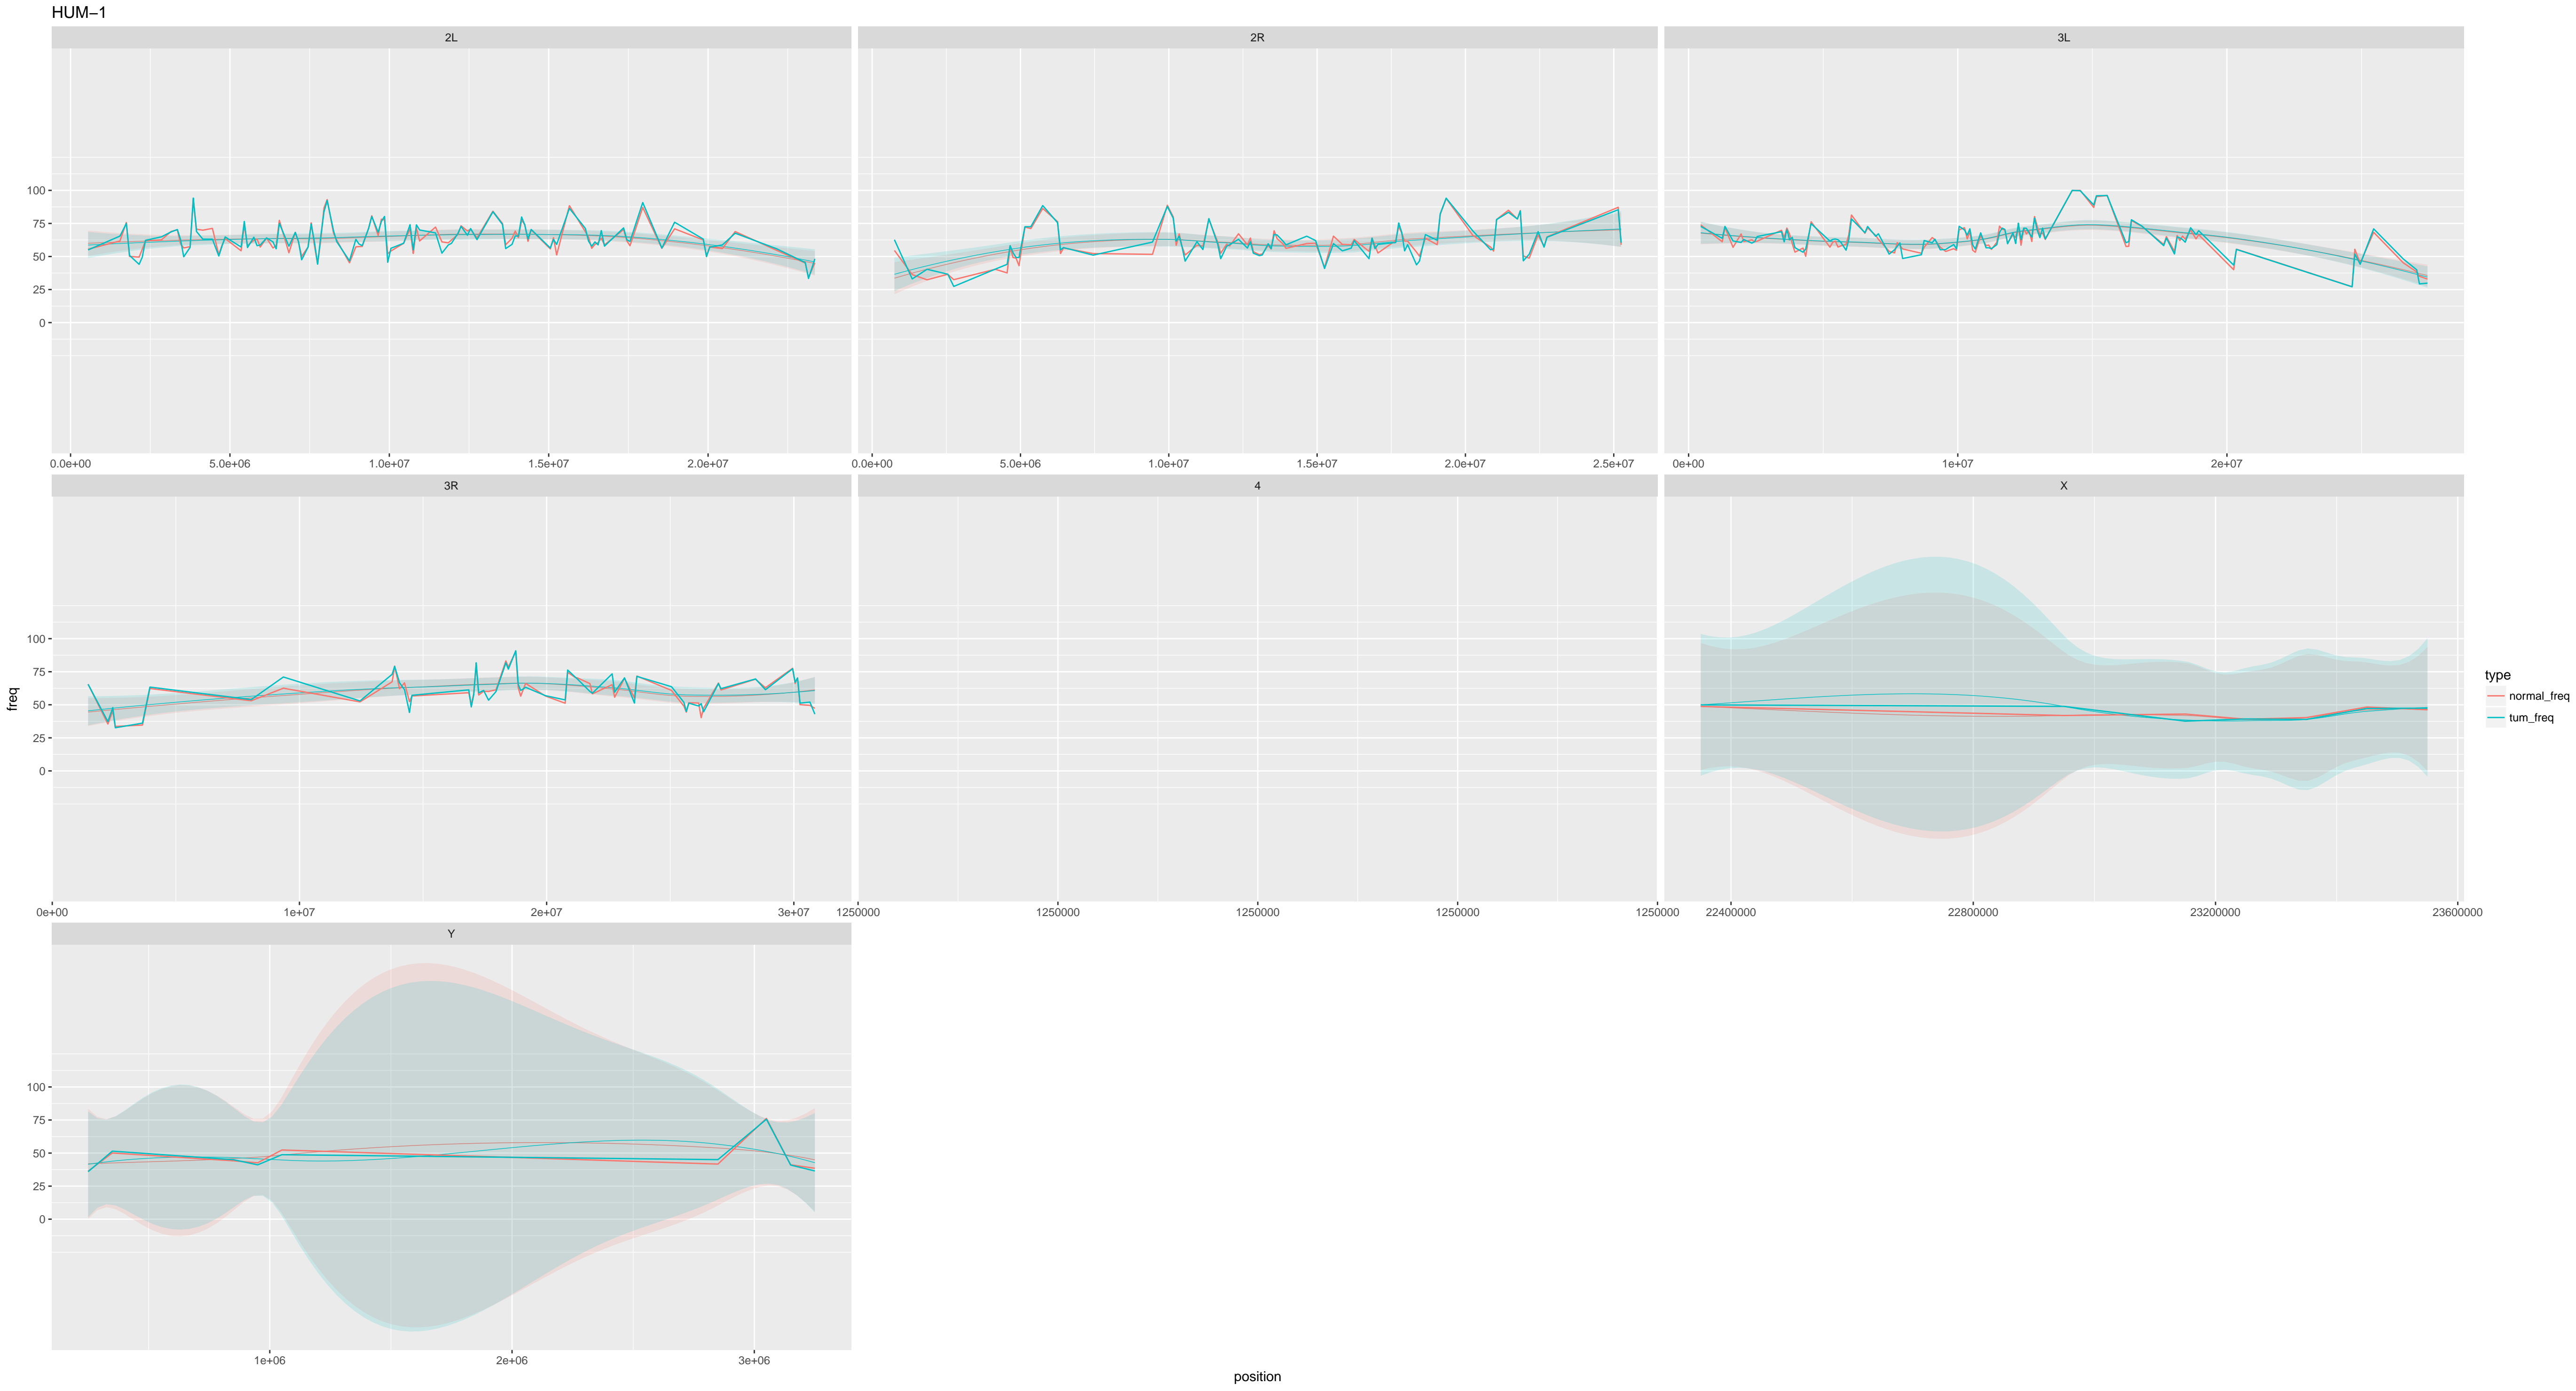 HUM−1
2L 2R 3L
100
75
50
25
0
0.0e+00 5.0e+06 1.0e+07 1.5e+07 2.0e+07 0.0e+00 5.0e+06 1.0e+07 1.5e+07 2.0e+07 2.5e+07 0e+00 1e+07 2e+07
3R 4 X
100
75
50
25
0
freq
type
normal_freq
tum_freq
0e+00 1e+07 2e+07 3e+07 1250000 1250000 1250000 1250000 1250000 22400000 22800000 23200000 23600000
Y
100
75
50
25
0
1e+06 2e+06 3e+06
position